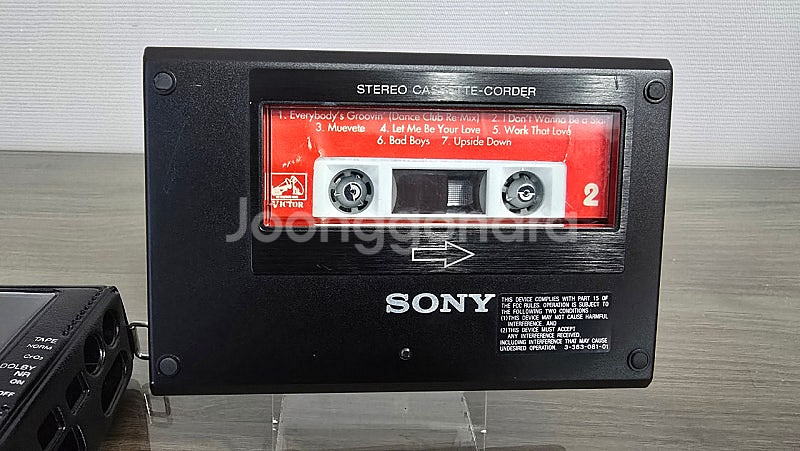 STEREO CASSETTE-CORDER
1. Everybody's Groovin' (Dance Club Re-Mix) 2. I Don't Wanna Be a Star
3. Muevete 4. Let Me Be Your Love 5. Work That Love
6. Bad Boys 7. Upside Down
VICTOR
2
Joonggonara
SONY
THIS DEVICE COMPLIES WITH PART 15 OF
THE FCC RULES. OPERATION IS SUBJECT TO
THE FOLLOWING TWO CONDITIONS:
(1)THIS DEVICE MAY NOT CAUSE HARMFUL
INTERFERENCE, AND
(2)THIS DEVICE MUST ACCEPT
ANY INTERFERENCE RECEIVED,
INCLUDING INTERFERENCE THAT MAY CAUSE
UNDESIRED OPERATION. 3-363-081-01
TAPE
NORM
CrO2
DOLBY
NR
ON
OFF